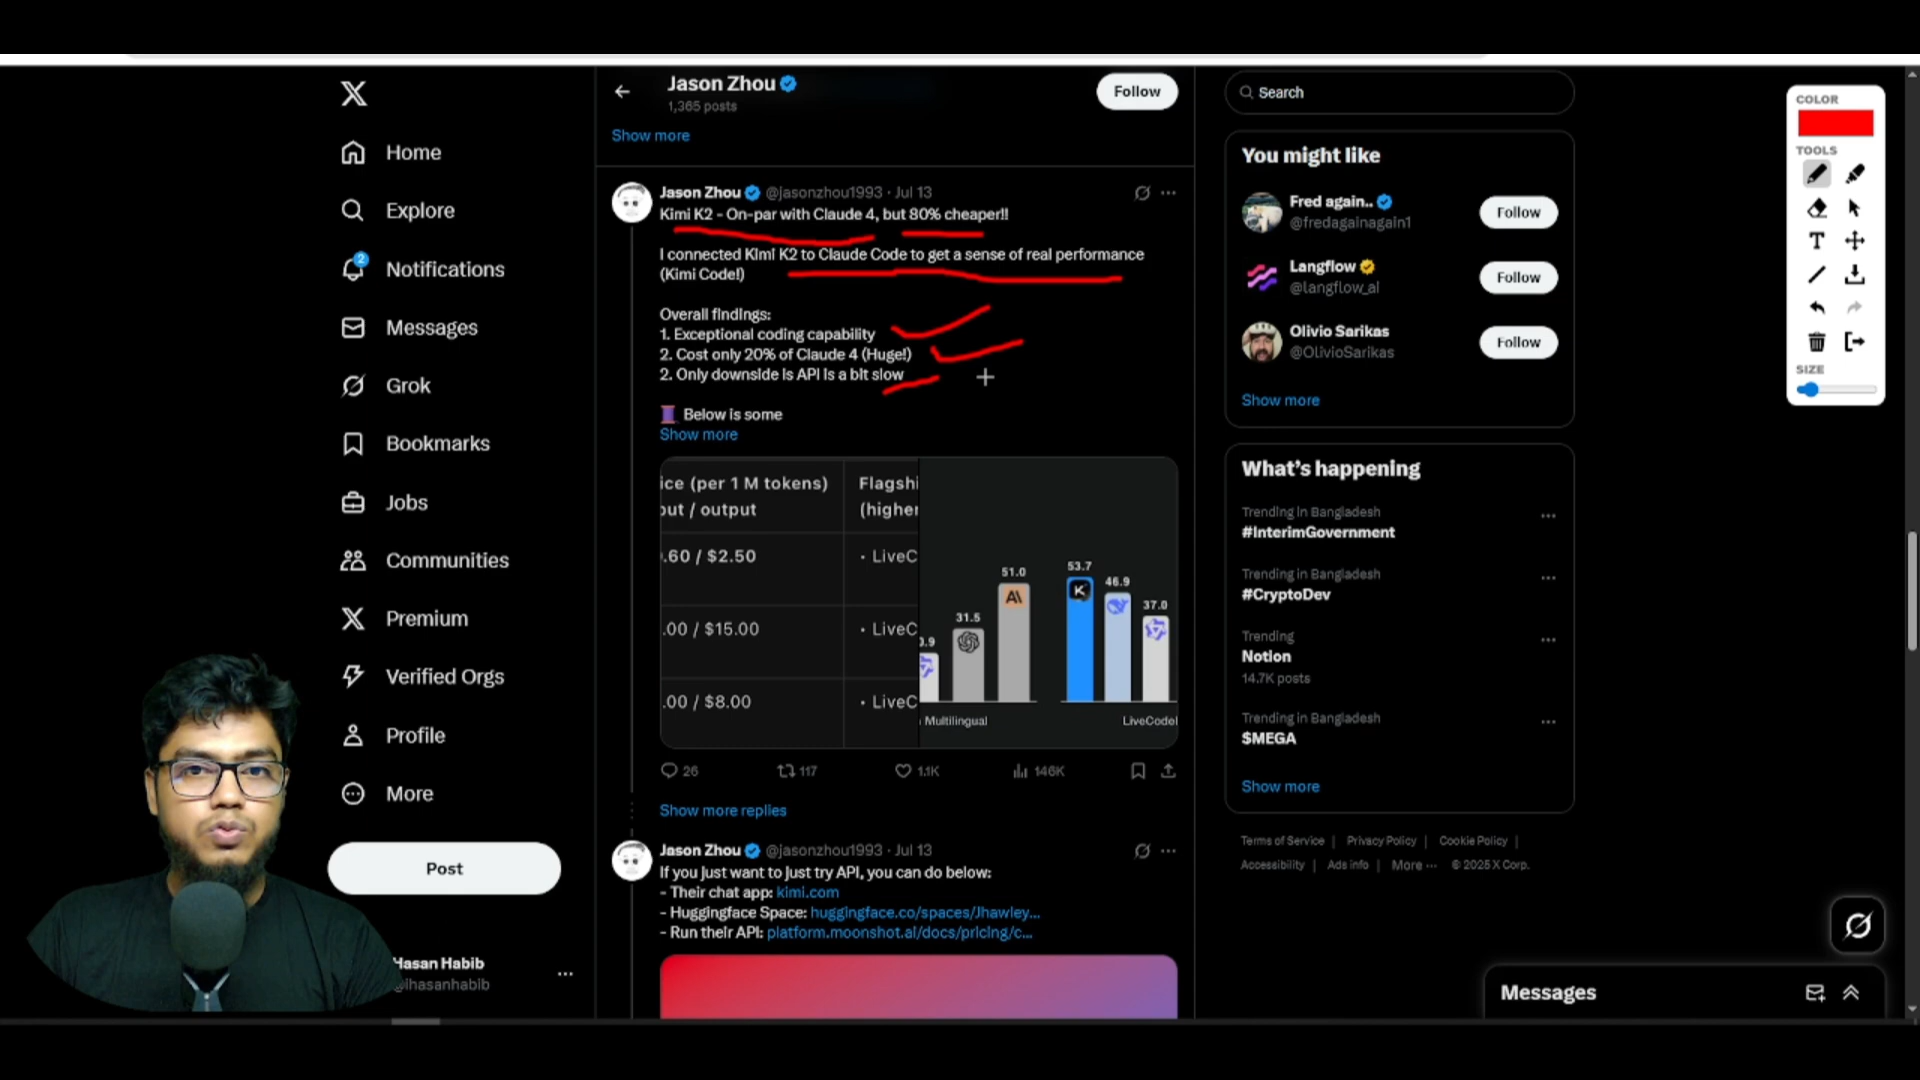 Home
Explore
2
Notifications
Messages
Grok
Bookmarks
Jobs
Communities
Premium
Verified Orgs
Profile
More
Post
Hasan Habib
@ihasanhabib
Jason Zhou
1,365 posts
Follow
Show more
Jason Zhou @jasonzhou1993 · Jul 13
Kimi K2 - On-par with Claude 4, but 80% cheaper!!
I connected Kimi K2 to Claude Code to get a sense of real performance
(Kimi Code!)
Overall findings:
1. Exceptional coding capability
2. Cost only 20% of Claude 4 (Huge!)
2. Only downside is API is a bit slow
🧵 Below is some
Show more
ice (per 1 M tokens)
out / output
Flagshi
(higher
.60 / $2.50
• LiveC
.00 / $15.00
• LiveC
.00 / $8.00
• LiveC
0.9
31.5
51.0
53.7
46.9
37.0
Multilingual
LiveCodeI
26
117
1.1K
146K
Show more replies
Jason Zhou @jasonzhou1993 · Jul 13
If you just want to just try API, you can do below:
- Their chat app: kimi.com
- Huggingface Space: huggingface.co/spaces/Jhawley...
- Run their API: platform.moonshot.ai/docs/pricing/c...
Search
You might like
Fred again..
@fredagainagain1
Follow
Langflow
@langflow_ai
Follow
Olivio Sarikas
@OlivioSarikas
Follow
Show more
What's happening
Trending in Bangladesh
#InterimGovernment
Trending in Bangladesh
#CryptoDev
Trending
Notion
14.7K posts
Trending in Bangladesh
$MEGA
Show more
Terms of Service | Privacy Policy | Cookie Policy |
Accessibility | Ads info | More ··· © 2025 X Corp.
Messages
COLOR
TOOLS
T
SIZE